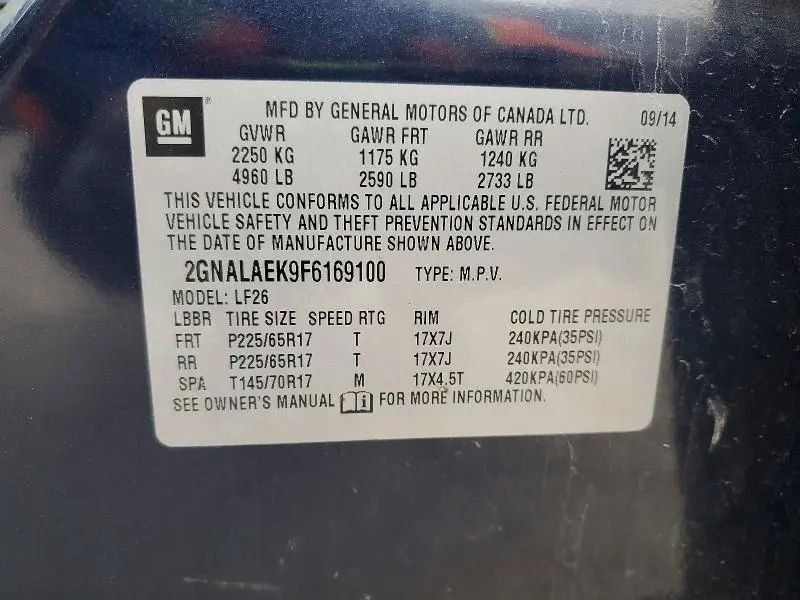 GM® MFD BY GENERAL MOTORS OF CANADA LTD. 09/14
GVWR GAWR FRT GAWR RR
2250 KG 1175 KG 1240 KG
4960 LB 2590 LB 2733 LB
THIS VEHICLE CONFORMS TO ALL APPLICABLE U.S. FEDERAL MOTOR
VEHICLE SAFETY AND THEFT PREVENTION STANDARDS IN EFFECT ON
THE DATE OF MANUFACTURE SHOWN ABOVE.
2GNALAEK9F6169100 TYPE: M.P.V.
MODEL: LF26
LBBR TIRE SIZE SPEED RTG RIM COLD TIRE PRESSURE
FRT P225/65R17 T 17X7J 240KPA(35PSI)
RR P225/65R17 T 17X7J 240KPA(35PSI)
SPA T145/70R17 M 17X4.5T 420KPA(60PSI)
SEE OWNER'S MANUAL i FOR MORE INFORMATION.